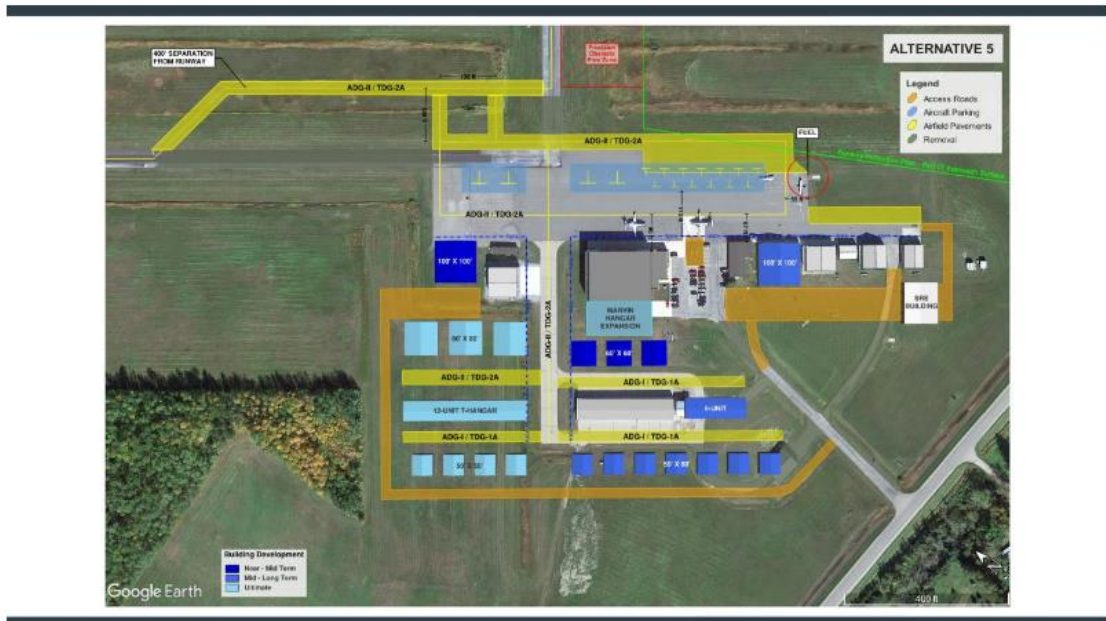 400' SEPARATION
FROM RUNWAY
ADG-II / TDG-2A
ALTERNATIVE 5
Legend
Access Roads
Aircraft Parking
Airfield Pavements
Removal
ADG-II / TDG-2A
FUEL
ADG-II / TDG-2A
100' X 100'
100' X 100'
SRE
BUILDING
MARVIN
HANGAR
EXPANSION
ADG-II / TDG-2A
60' X 60'
ADG-II / TDG-2A
ADG-I / TDG-1A
12-UNIT T-HANGAR
ADG-I / TDG-1A
ADG-I / TDG-1A
Building Development
Near - Mid Term
Mid - Long Term
Ultimate
Google Earth
400 ft